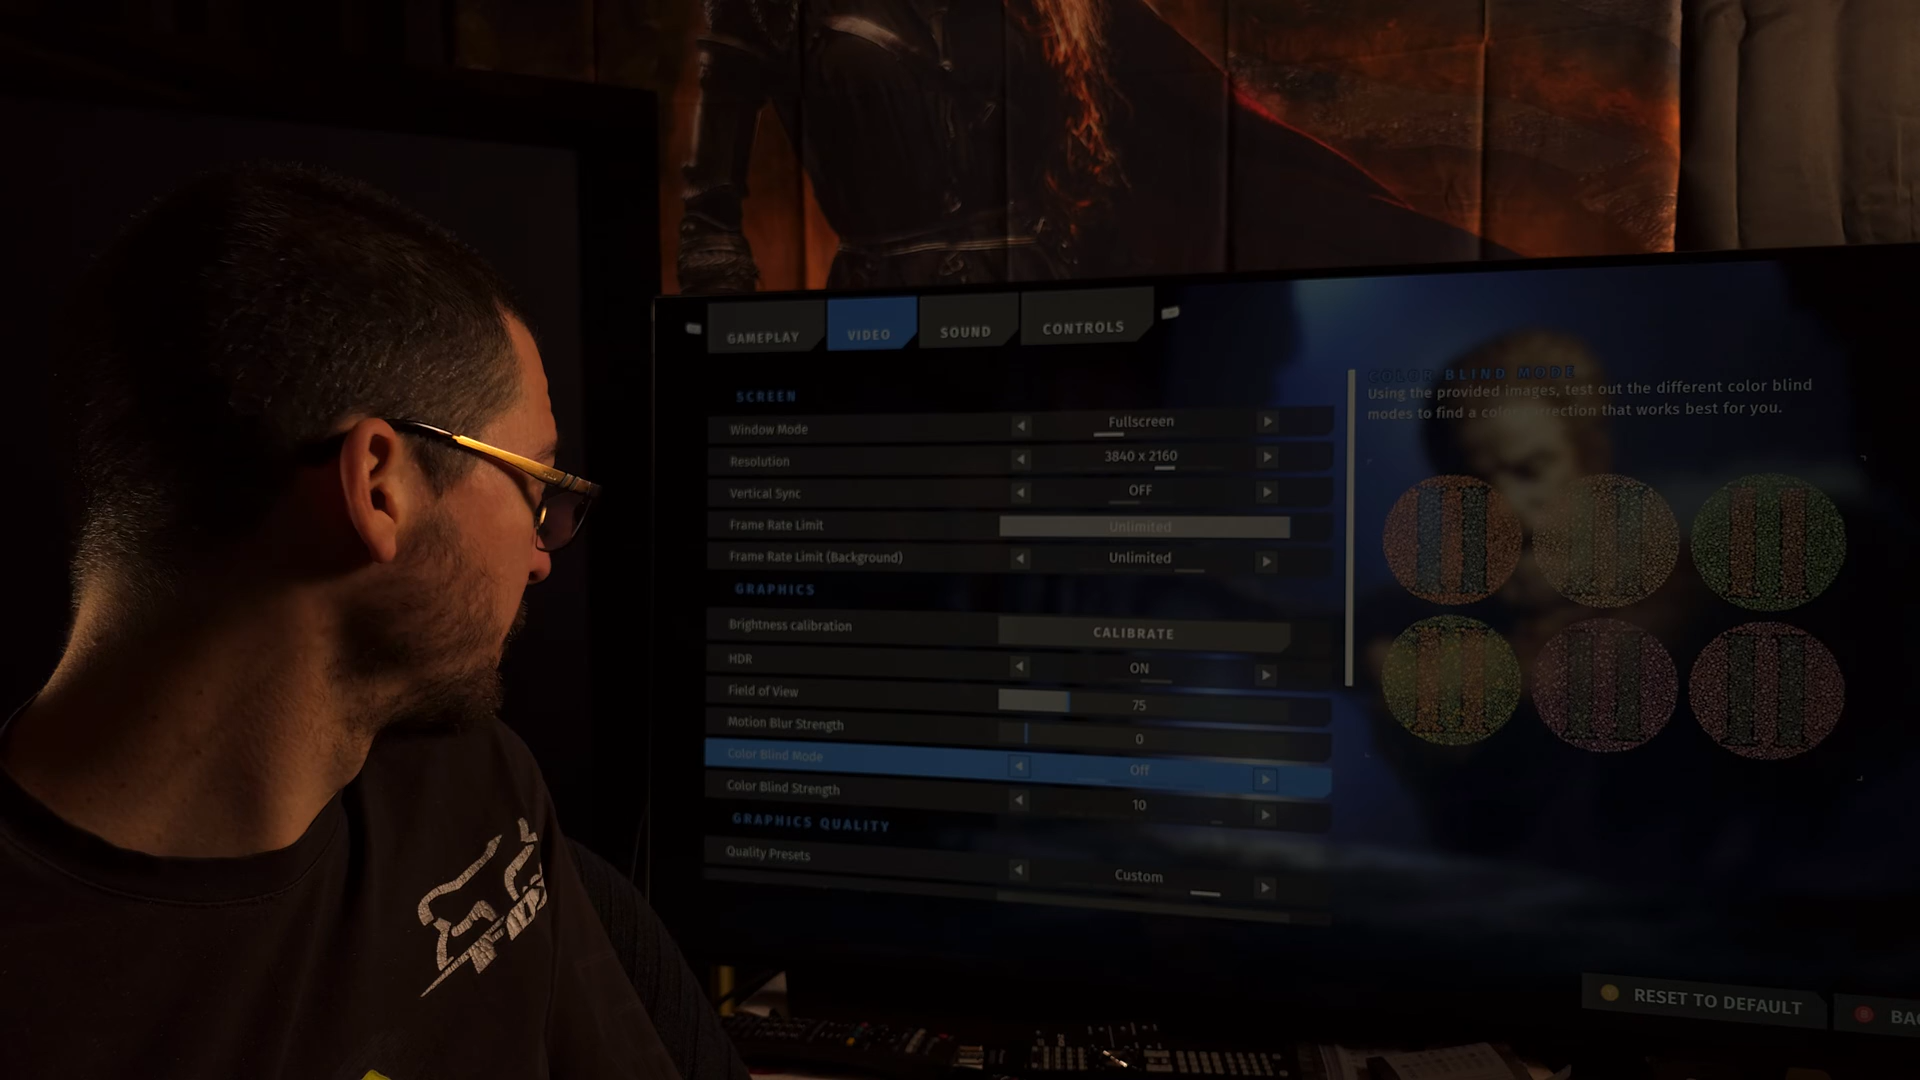 GAMEPLAY VIDEO SOUND CONTROLS
SCREEN
Window Mode Fullscreen
Resolution 3840 x 2160
Vertical Sync OFF
Frame Rate Limit Unlimited
Frame Rate Limit (Background) Unlimited
GRAPHICS
Brightness calibration CALIBRATE
HDR ON
Field of View 75
Motion Blur Strength 0
Color Blind Mode Off
Color Blind Strength 10
GRAPHICS QUALITY
Quality Presets Custom
COLOR BLIND MODE
Using the provided images, test out the different color blind
modes to find a color correction that works best for you.
RESET TO DEFAULT
FOX